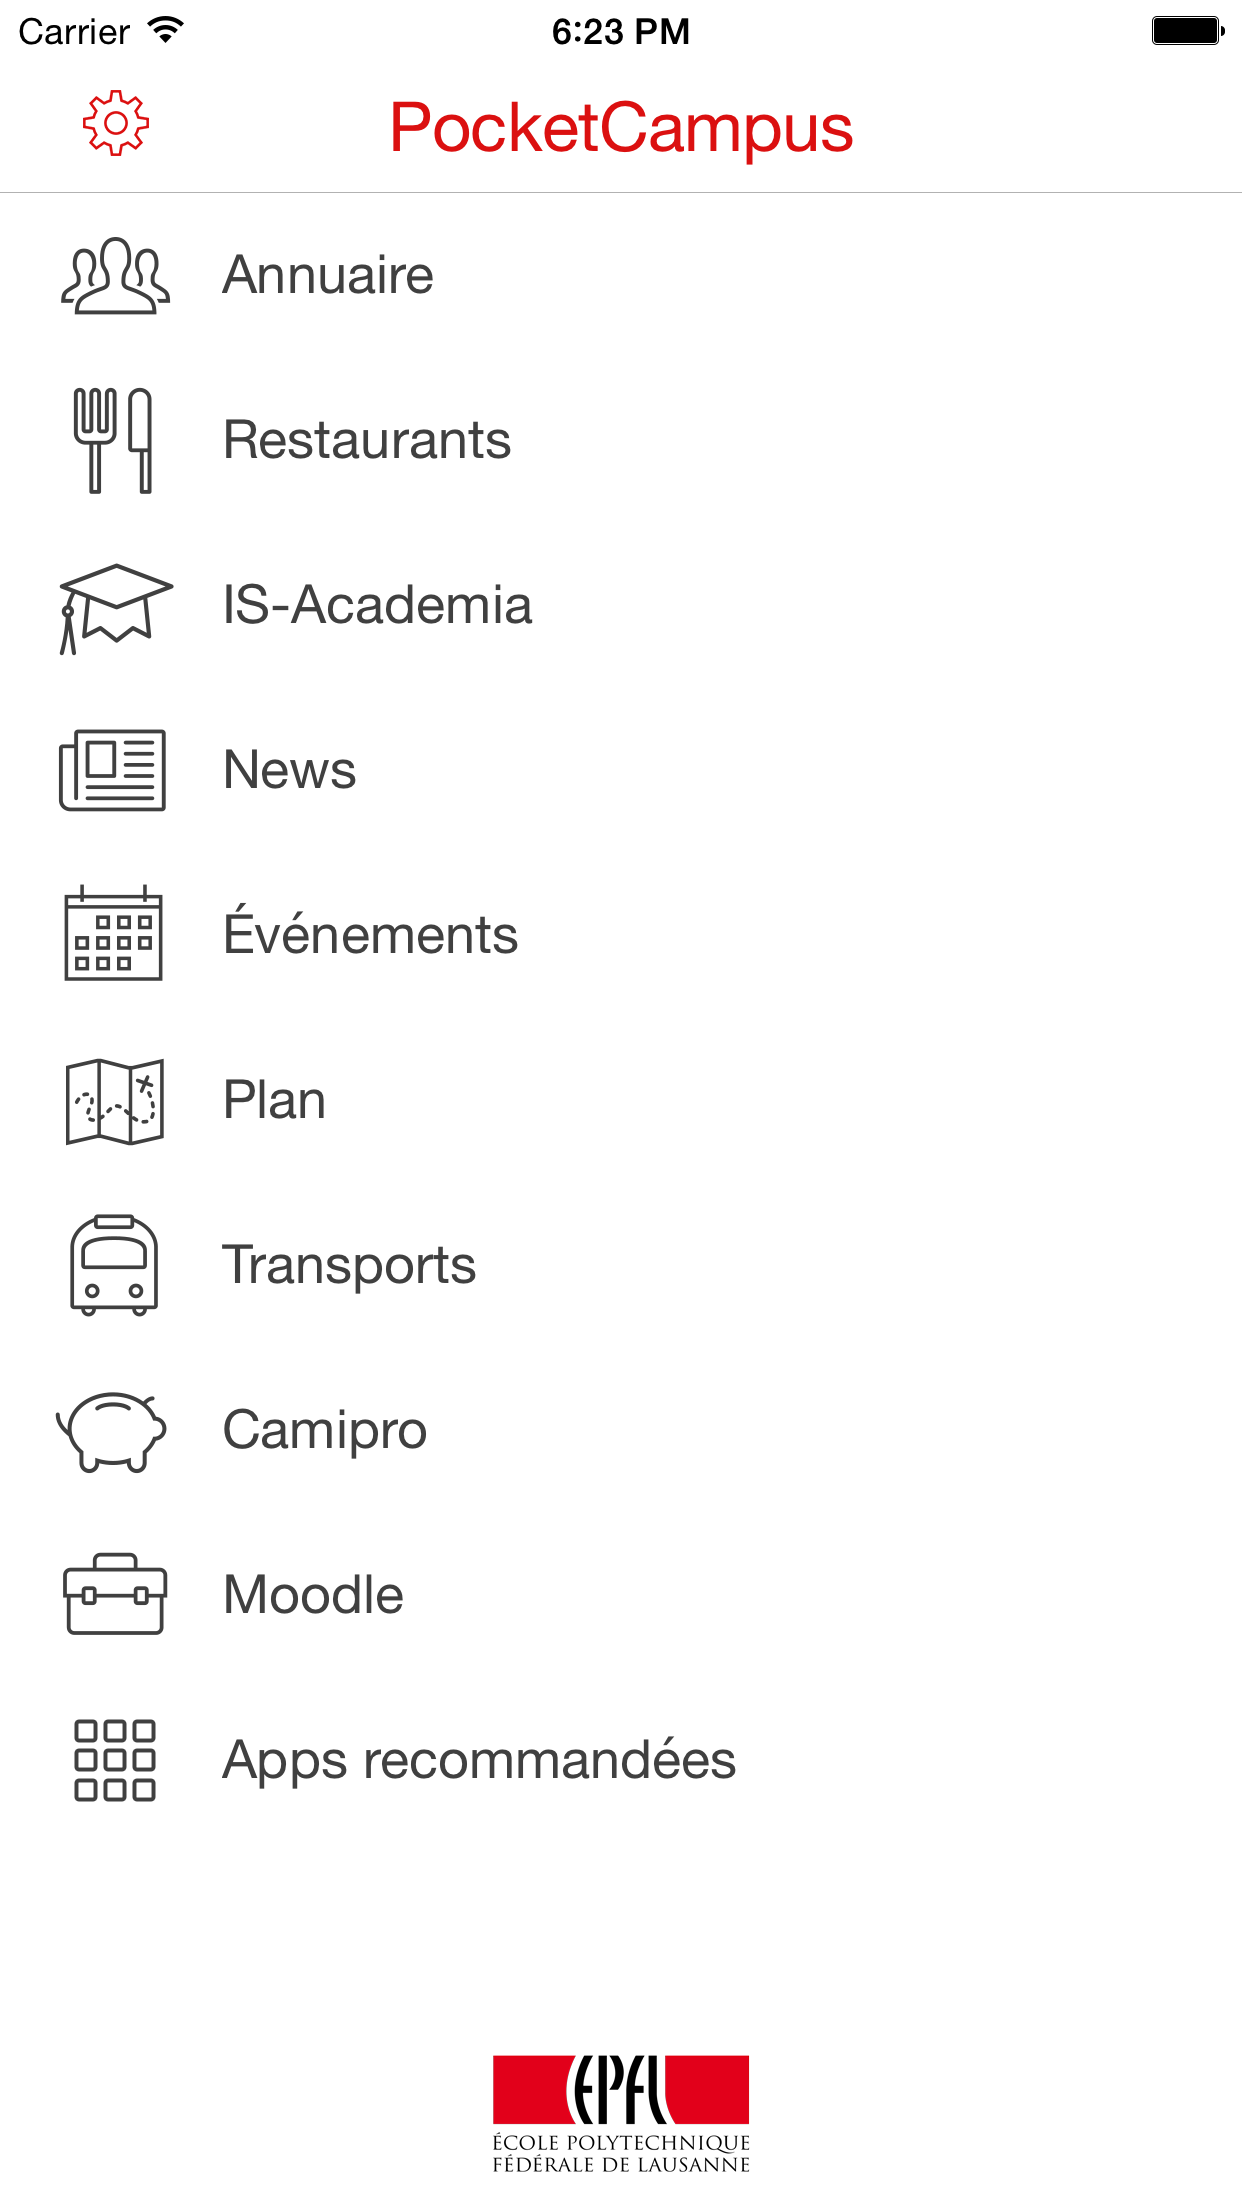 Carrier 6:23 PM
PocketCampus
Annuaire
Restaurants
IS-Academia
News
Événements
Plan
Transports
Camipro
Moodle
Apps recommandées
EPFL
ÉCOLE POLYTECHNIQUE
FÉDÉRALE DE LAUSANNE